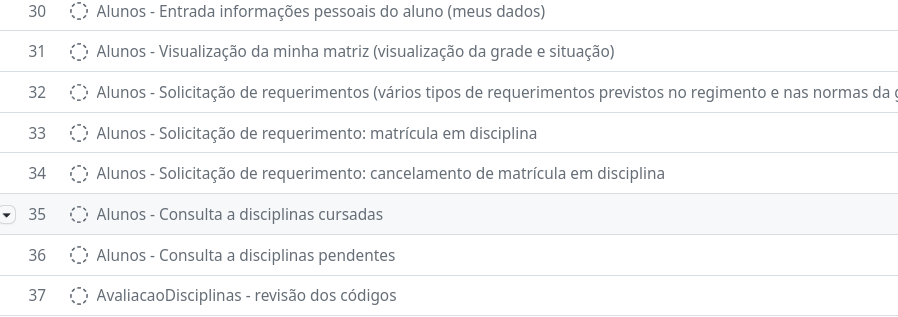 30 Alunos - Entrada informações pessoais do aluno (meus dados)
31 Alunos - Visualização da minha matriz (visualização da grade e situação)
32 Alunos - Solicitação de requerimentos (vários tipos de requerimentos previstos no regimento e nas normas da
33 Alunos - Solicitação de requerimento: matrícula em disciplina
34 Alunos - Solicitação de requerimento: cancelamento de matrícula em disciplina
35 Alunos - Consulta a disciplinas cursadas
36 Alunos - Consulta a disciplinas pendentes
37 AvaliacaoDisciplinas - revisão dos códigos